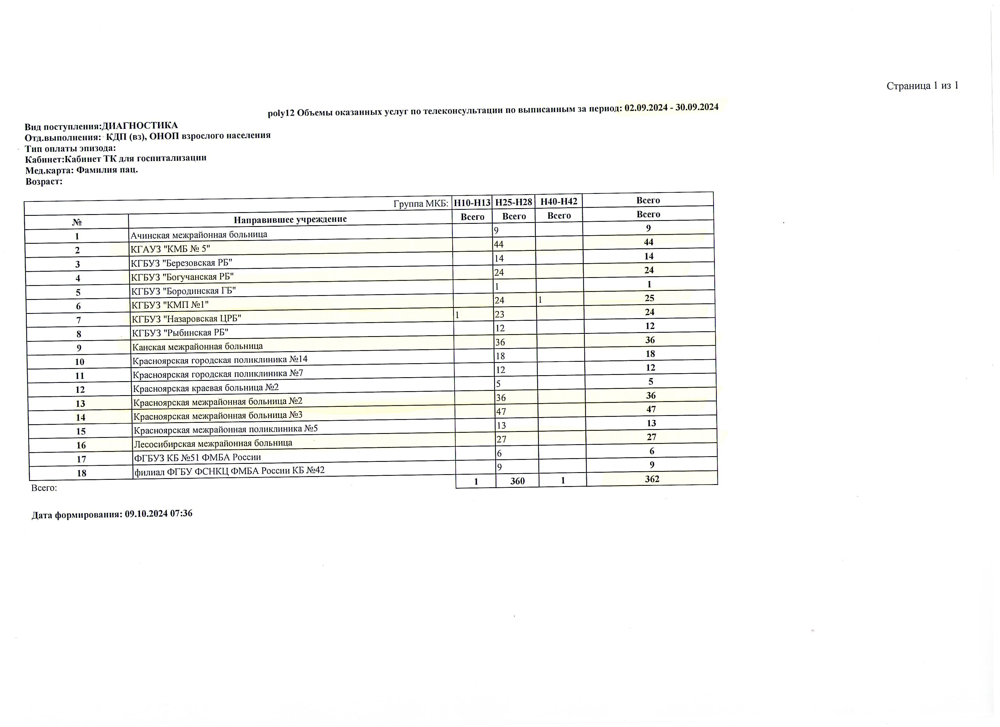 Страница 1 из 1
poly12 Объемы оказанных услуг по телеконсультации по выписанным за период: 02.09.2024 - 30.09.2024
Вид поступления:ДИАГНОСТИКА
Отд.выполнения: КДП (вз), ОНОП взрослого населения
Тип оплаты эпизода:
Кабинет:Кабинет ТК для госпитализации
Мед.карта: Фамилия пац.
Возраст:
Группа МКБ: H10-H13 H25-H28 H40-H42 Всего
№ Направившее учреждение Всего Всего Всего Всего
1 Ачинская межрайонная больница 9 9
2 КГАУЗ "КМБ № 5" 44 44
3 КГБУЗ "Березовская РБ" 14 14
4 КГБУЗ "Богучанская РБ" 24 24
5 КГБУЗ "Бородинская ГБ" 1 1
6 КГБУЗ "КМП №1" 24 1 25
7 КГБУЗ "Назаровская ЦРБ" 1 23 24
8 КГБУЗ "Рыбинская РБ" 12 12
9 Канская межрайонная больница 36 36
10 Красноярская городская поликлиника №14 18 18
11 Красноярская городская поликлиника №7 12 12
12 Красноярская краевая больница №2 5 5
13 Красноярская межрайонная больница №2 36 36
14 Красноярская межрайонная больница №3 47 47
15 Красноярская межрайонная поликлиника №5 13 13
16 Лесосибирская межрайонная больница 27 27
17 ФГБУЗ КБ №51 ФМБА России 6 6
18 филиал ФГБУ ФСНКЦ ФМБА России КБ №42 9 9
Всего: 1 360 1 362
Дата формирования: 09.10.2024 07:36